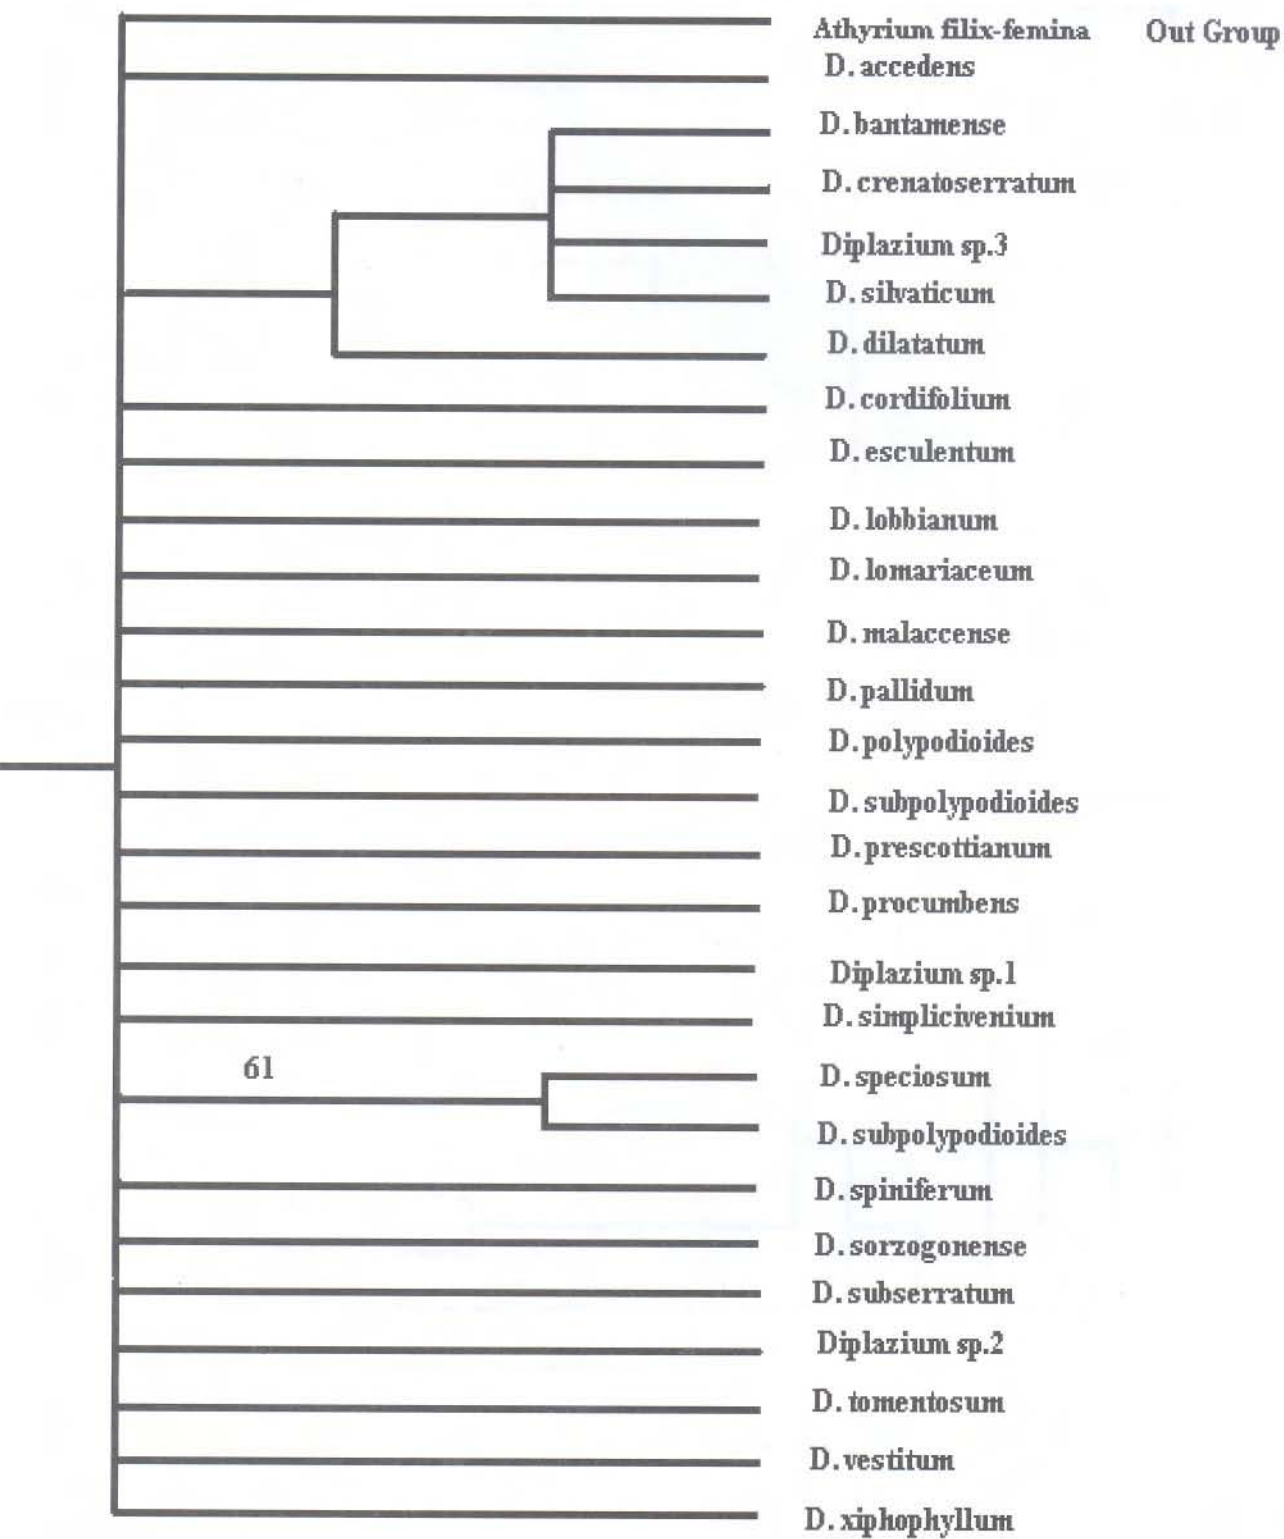 Athyrium filix-femina Out Group
D. accedens
D. bantamense
D. crenatoserratum
Diplazium sp.3
D. silvaticum
D. dilatatum
D. cordifolium
D. esculentum
D. lobbianum
D. lomariaceum
D. malaccense
D. pallidum
D. polypodioides
D. subpolypodioides
D. prescottianum
D. procumbens
Diplazium sp.1
D. simplicivenium
61
D. speciosum
D. subpolypodioides
D. spiniferum
D. sorzogonense
D. subserratum
Diplazium sp.2
D. tomentosum
D. vestitum
D. xiphophyllum